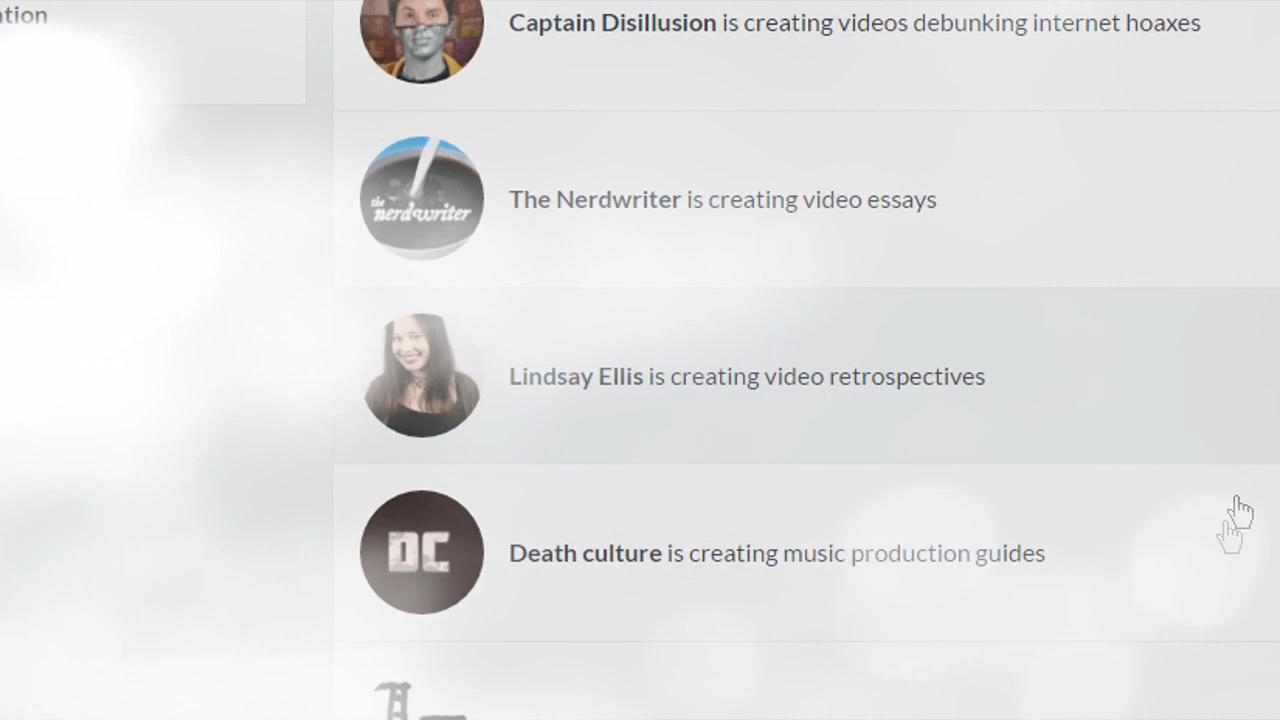 ation
Captain Disillusion is creating videos debunking internet hoaxes
the
nerdwriter
The Nerdwriter is creating video essays
Lindsay Ellis is creating video retrospectives
DC
Death culture is creating music production guides